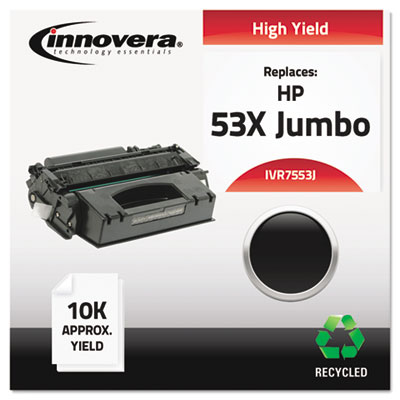 innovera
technology essentials
High Yield
Replaces:
HP
53X Jumbo
IVR7553J
10K
APPROX.
YIELD
RECYCLED